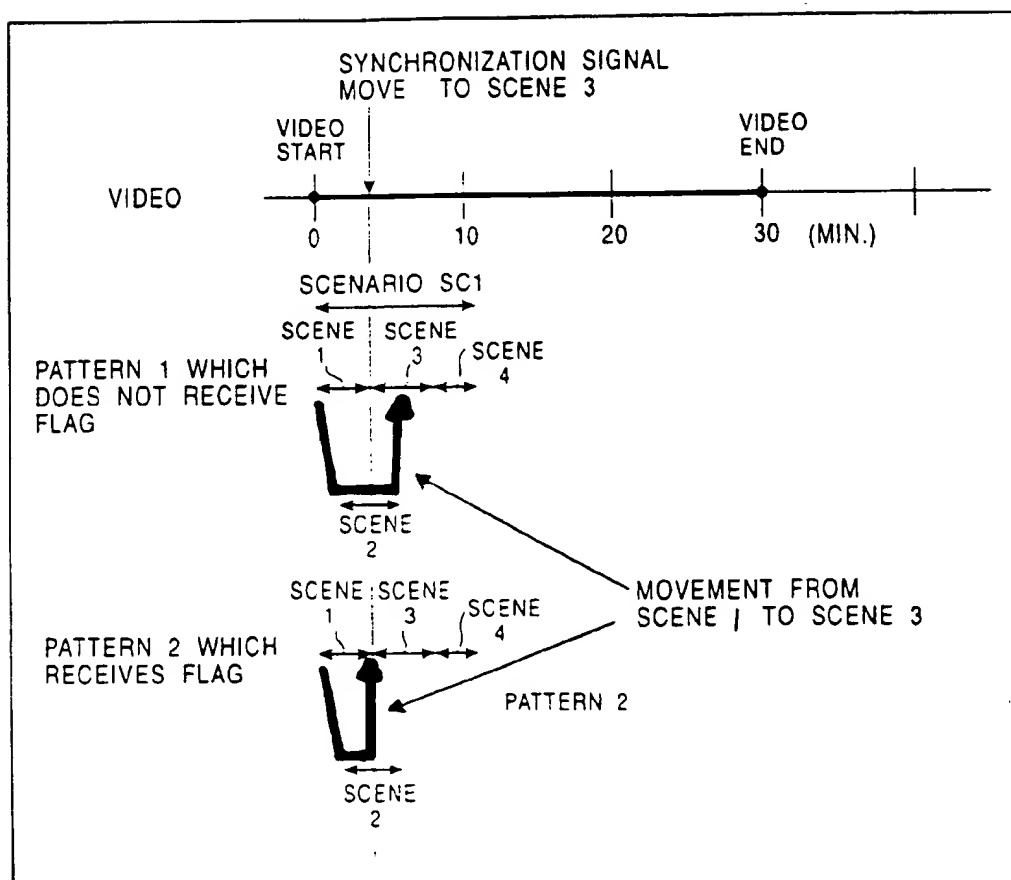 SYNCHRONIZATION SIGNAL
MOVE TO SCENE 3
VIDEO
START
VIDEO
END
VIDEO
0 10 20 30 (MIN.)
SCENARIO SC1
SCENE
1
SCENE
3
SCENE
4
PATTERN 1 WHICH
DOES NOT RECEIVE
FLAG
SCENE
2
MOVEMENT FROM
SCENE 1 TO SCENE 3
SCENE
1
SCENE
3
SCENE
4
PATTERN 2 WHICH
RECEIVES FLAG
PATTERN 2
SCENE
2